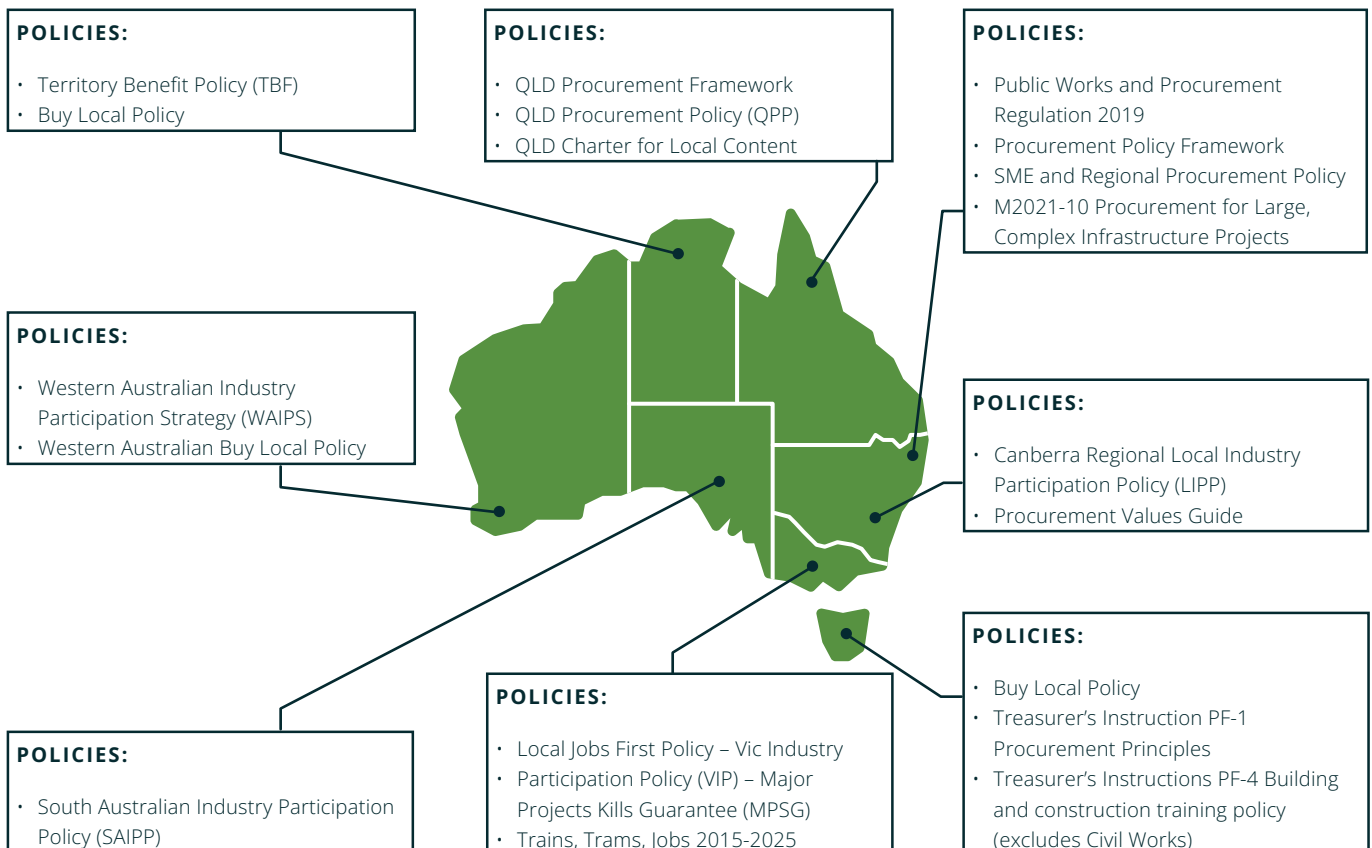 POLICIES:
· Territory Benefit Policy (TBF)
· Buy Local Policy
POLICIES:
· QLD Procurement Framework
· QLD Procurement Policy (QPP)
· QLD Charter for Local Content
POLICIES:
· Public Works and Procurement
Regulation 2019
· Procurement Policy Framework
· SME and Regional Procurement Policy
· M2021-10 Procurement for Large,
Complex Infrastructure Projects
POLICIES:
· Western Australian Industry
Participation Strategy (WAIPS)
· Western Australian Buy Local Policy
POLICIES:
· Canberra Regional Local Industry
Participation Policy (LIPP)
· Procurement Values Guide
POLICIES:
· South Australian Industry Participation
Policy (SAIPP)
POLICIES:
· Local Jobs First Policy – Vic Industry
· Participation Policy (VIP) – Major
Projects Kills Guarantee (MPSG)
· Trains, Trams, Jobs 2015-2025
POLICIES:
· Buy Local Policy
· Treasurer’s Instruction PF-1
Procurement Principles
· Treasurer’s Instructions PF-4 Building
and construction training policy
(excludes Civil Works)